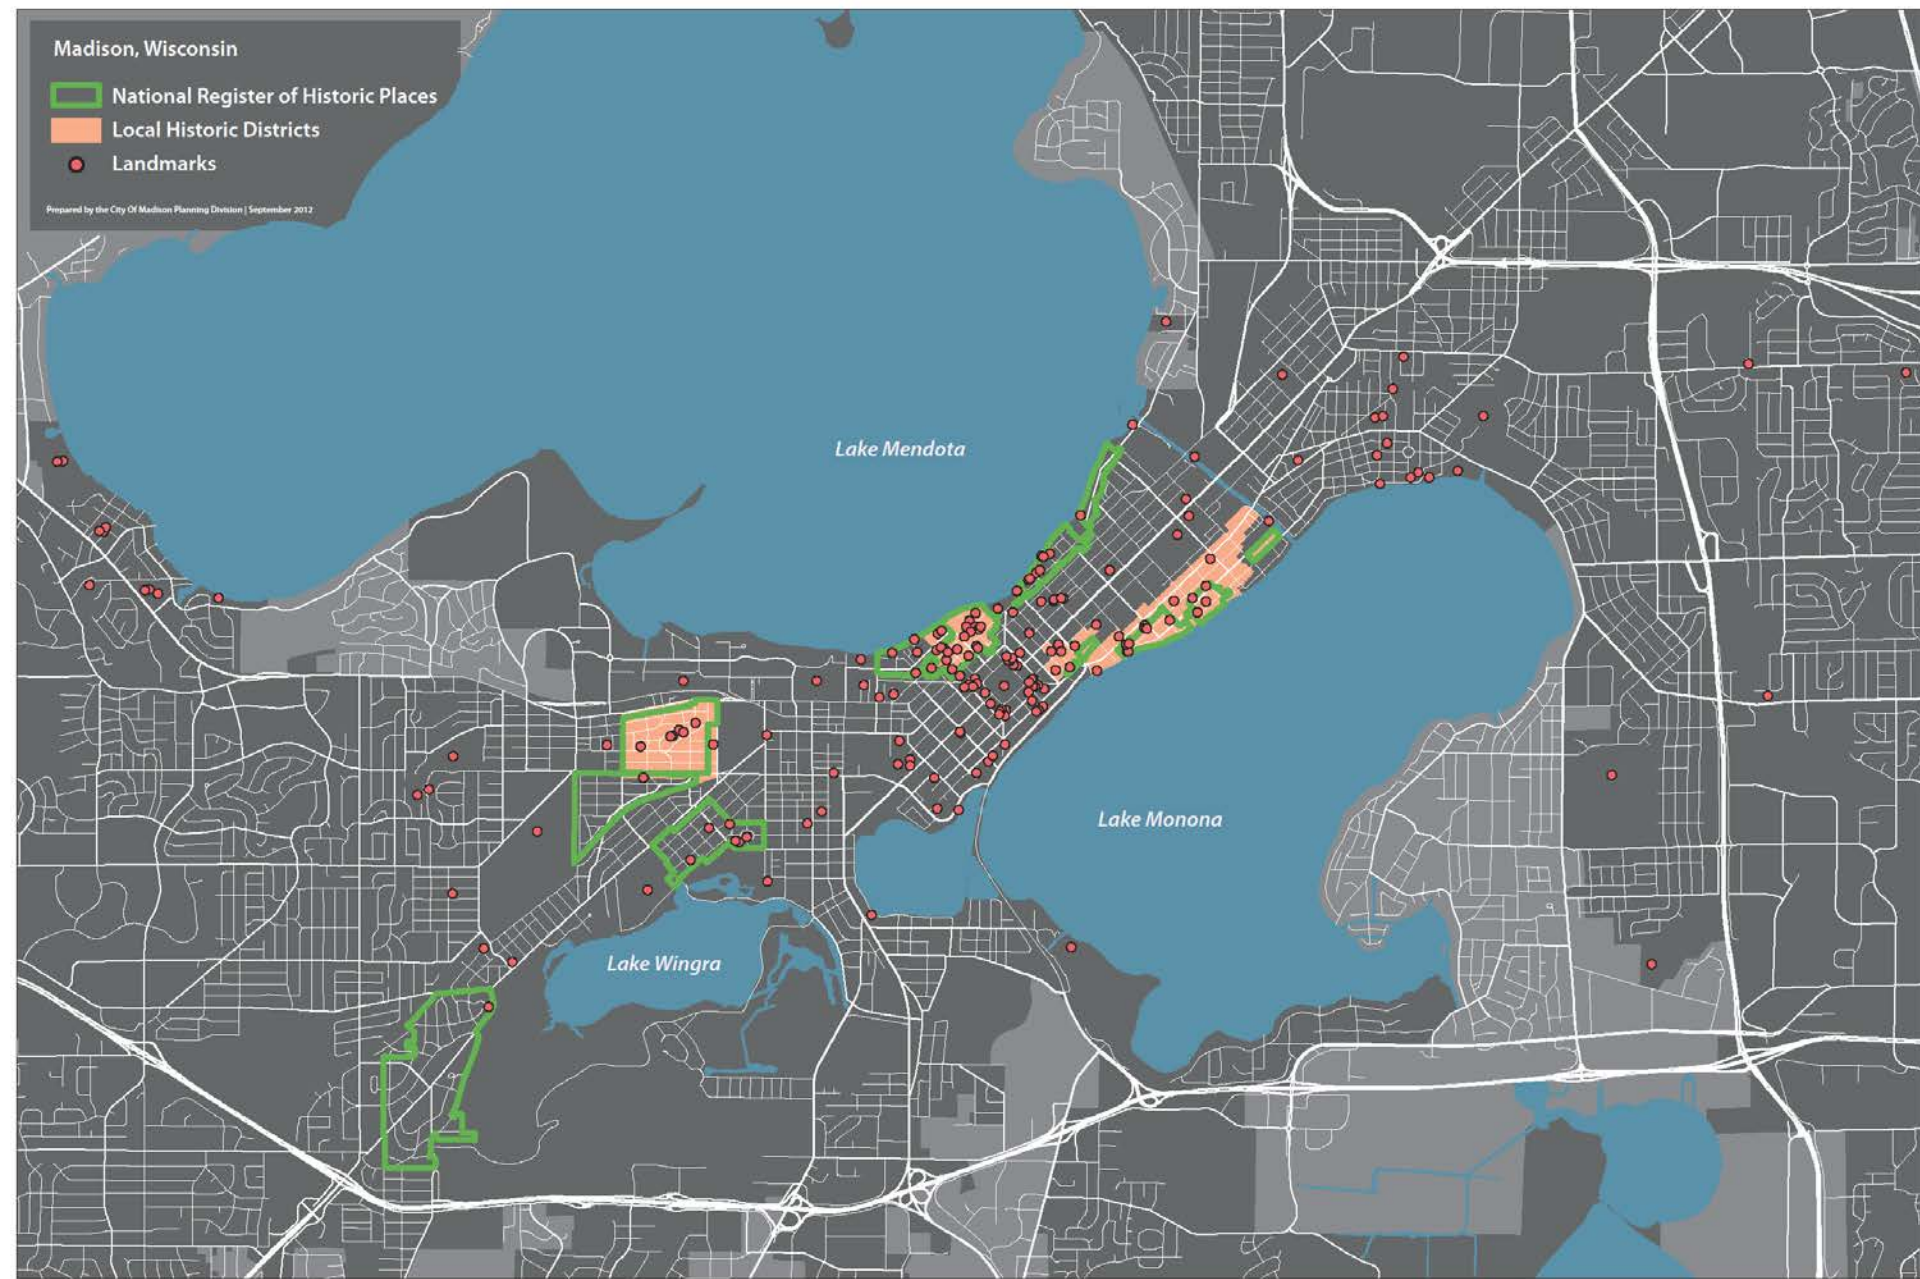 Madison, Wisconsin
National Register of Historic Places
Local Historic Districts
Landmarks
Prepared by the City Of Madison Planning Division | September 2012
Lake Mendota
Lake Monona
Lake Wingra